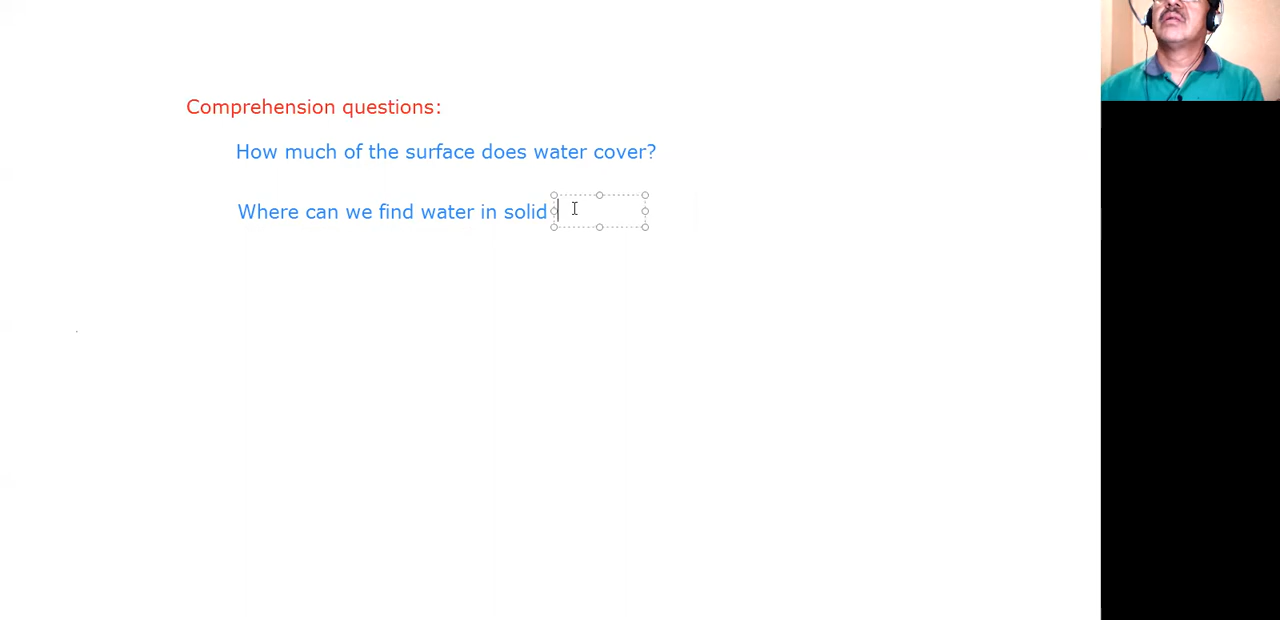 Comprehension questions:
How much of the surface does water cover?
Where can we find water in solid